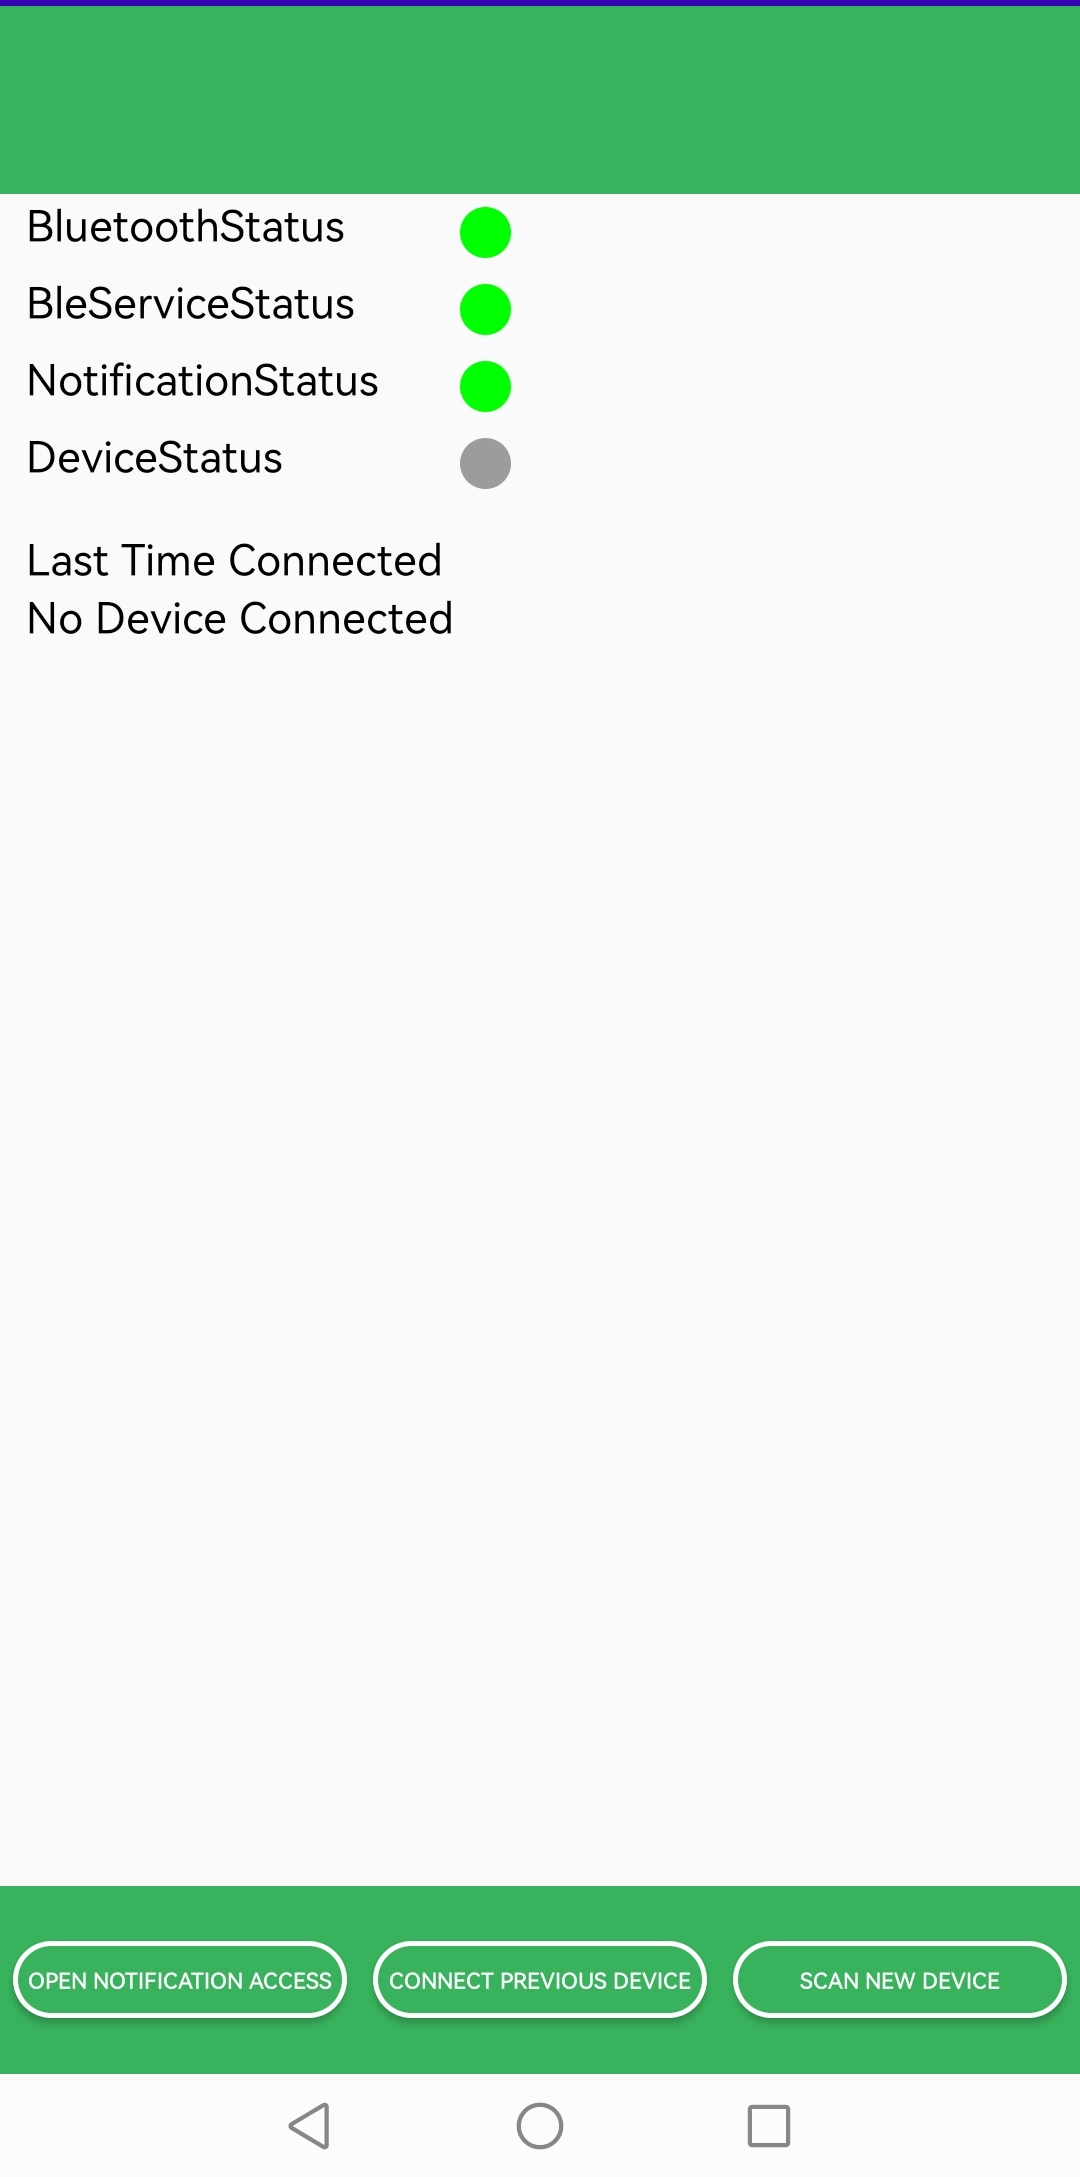 BluetoothStatus
BleServiceStatus
NotificationStatus
DeviceStatus
Last Time Connected
No Device Connected
OPEN NOTIFICATION ACCESS
CONNECT PREVIOUS DEVICE
SCAN NEW DEVICE